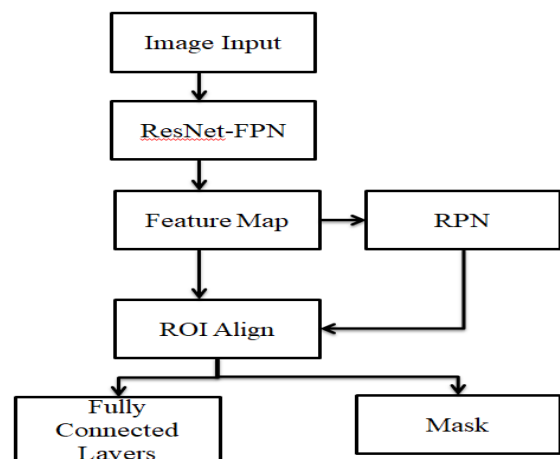 Image Input
ResNet-FPN
Feature Map
RPN
ROI Align
Fully
Connected
Layers
Mask